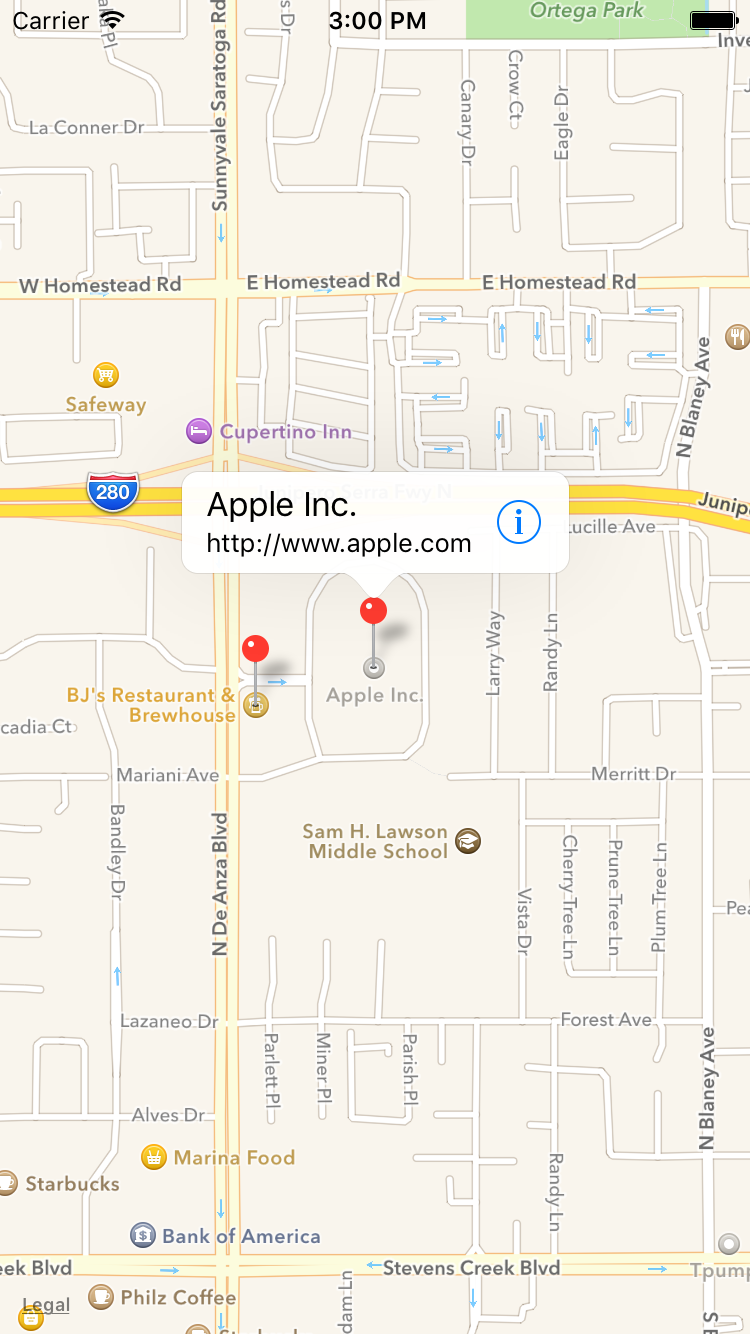 Carrier
3:00 PM
Ortega Park
Sunnyvale Saratoga Rd
La Conner Dr
Canary Dr
Crow Ct
Eagle Dr
W Homestead Rd
E Homestead Rd
E Homestead Rd
N Blaney Ave
Safeway
Cupertino Inn
280
Apple Inc.
http://www.apple.com
Junipero Serra Fwy N
Junip
Lucille Ave
Larry Way
Randy Ln
Apple Inc.
BJ's Restaurant &
Brewhouse
cadia Ct
Mariani Ave
Merritt Dr
Bandley Dr
N De Anza Blvd
Sam H. Lawson
Middle School
Vista Dr
Cherry Tree Ln
Prune Tree Ln
Plum Tree Ln
Pea
Lazaneo Dr
Forest Ave
Parlett Pl
Miner Pl
Parish Pl
N Blaney Ave
Alves Dr
Marina Food
Starbucks
Randy Ln
Bank of America
eek Blvd
Stevens Creek Blvd
Tpump
Philz Coffee
Legal
dam Ln